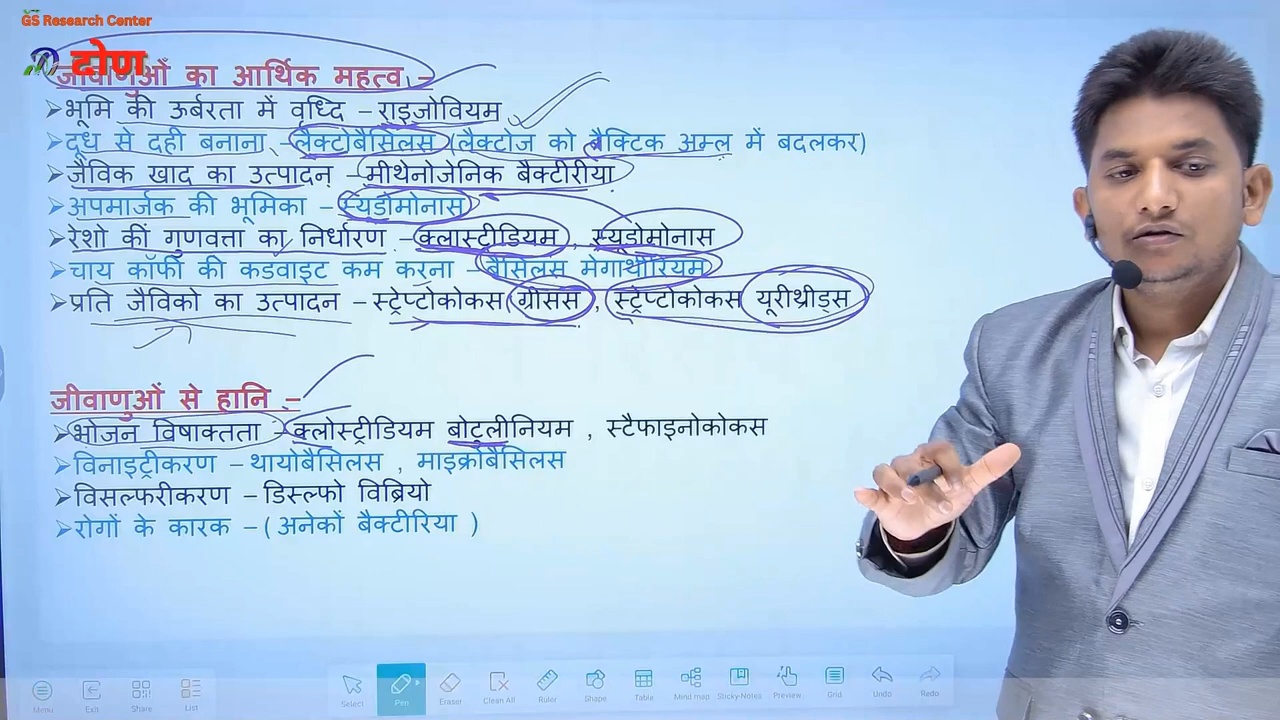 GS Research Center
द्रोण
जीवाणुओं का आर्थिक महत्व –
➢भूमि की ऊर्बरता में वृध्दि – राइजोवियम
➢दूध से दही बनाना – लैक्टोबैसिलस (लैक्टोज को लैक्टिक अम्ल में बदलकर)
➢जैविक खाद का उत्पादन – मीथेनोजेनिक बैक्टीरीया
➢अपमार्जक की भूमिका – स्यूडोमोनास
➢रेशो कीं गुणवत्ता का निर्धारण – क्लास्ट्रीडियम , स्यूडोमोनास
➢चाय कॉफी की कडवाइट कम करना – बैसिलस मेगाथीरियम
➢प्रति जैविको का उत्पादन – स्ट्रेप्टोकोकस ग्रीसस , स्ट्रेप्टोकोकस यूरीथ्रीड्स
जीवाणुओं से हानि –
➢भोजन विषाक्तता – क्लोस्ट्रीडियम बोटुलीनियम , स्टैफाइनोकोकस
➢विनाइट्रीकरण – थायोबैसिलस , माइक्रोबैसिलस
➢विसल्फरीकरण – डिस्ल्फो विब्रियो
➢रोगों के कारक – ( अनेकों बैक्टीरिया )
Menu Exit Share List Select Pen Eraser Clean All Ruler Shape Table Mind map Sticky-Notes Preview Grid Undo Redo